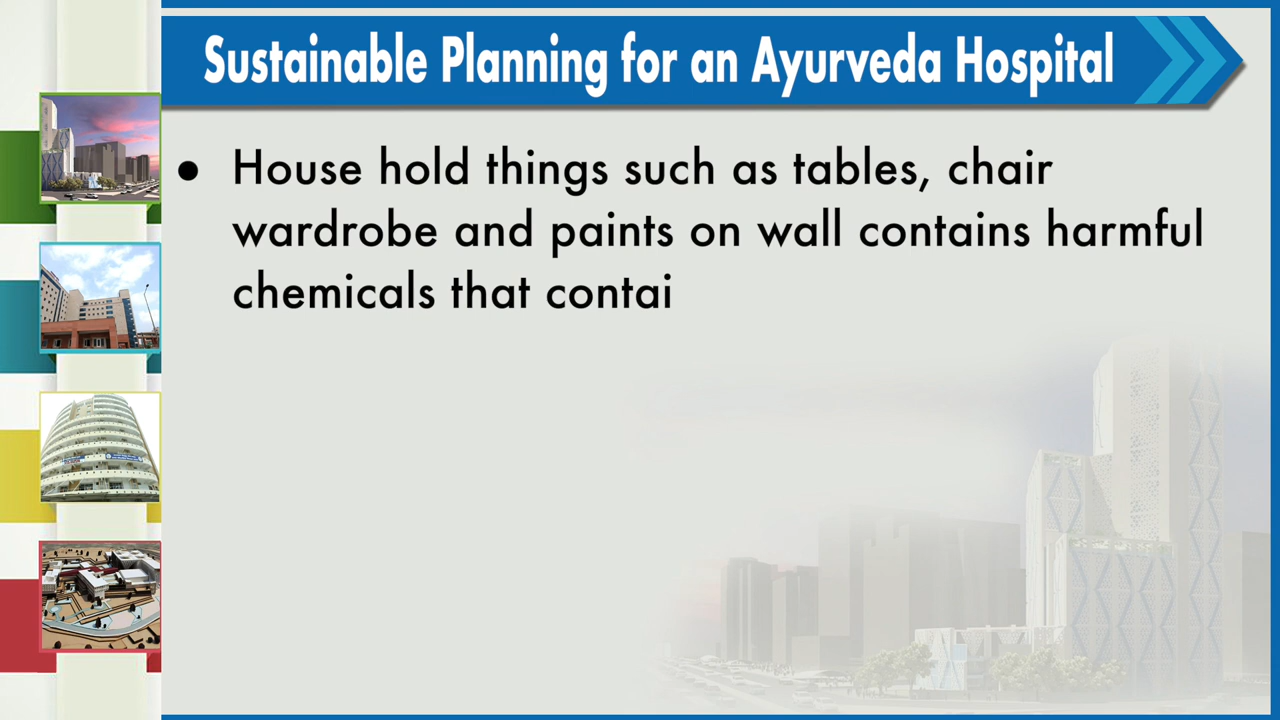 Sustainable Planning for an Ayurveda Hospital
● House hold things such as tables, chair
wardrobe and paints on wall contains harmful
chemicals that contai